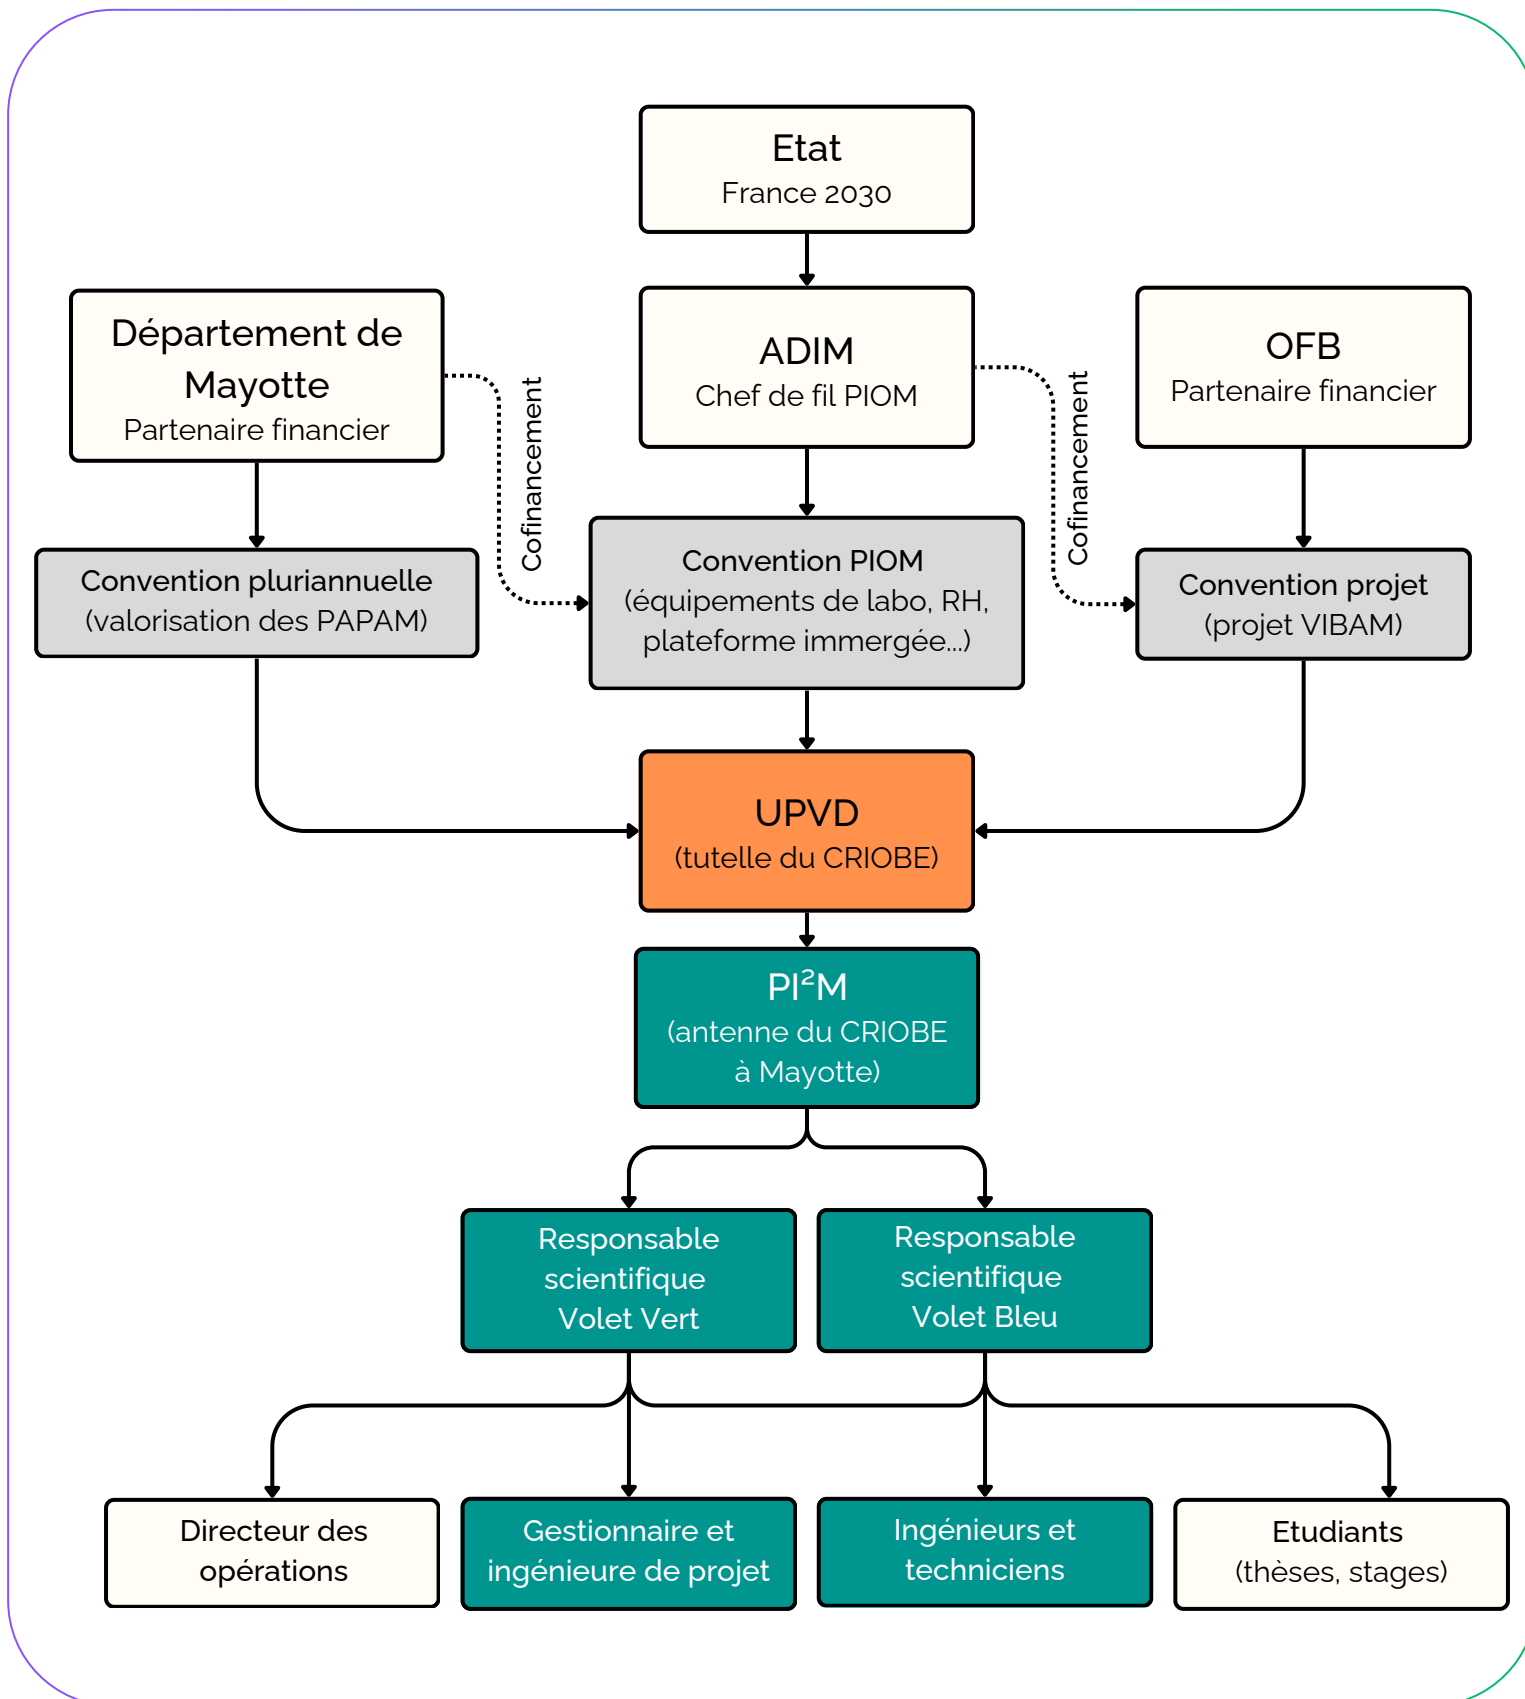 Etat
France 2030
Département de
Mayotte
Partenaire financier
Cofinancement
ADIM
Chef de fil PIOM
Cofinancement
OFB
Partenaire financier
Convention pluriannuelle
(valorisation des PAPAM)
Convention PIOM
(équipements de labo, RH,
plateforme immergée...)
Convention projet
(projet VIBAM)
UPVD
(tutelle du CRIOBE)
PI²M
(antenne du CRIOBE
à Mayotte)
Responsable
scientifique
Volet Vert
Responsable
scientifique
Volet Bleu
Directeur des
opérations
Gestionnaire et
ingénieure de projet
Ingénieurs et
techniciens
Etudiants
(thèses, stages)